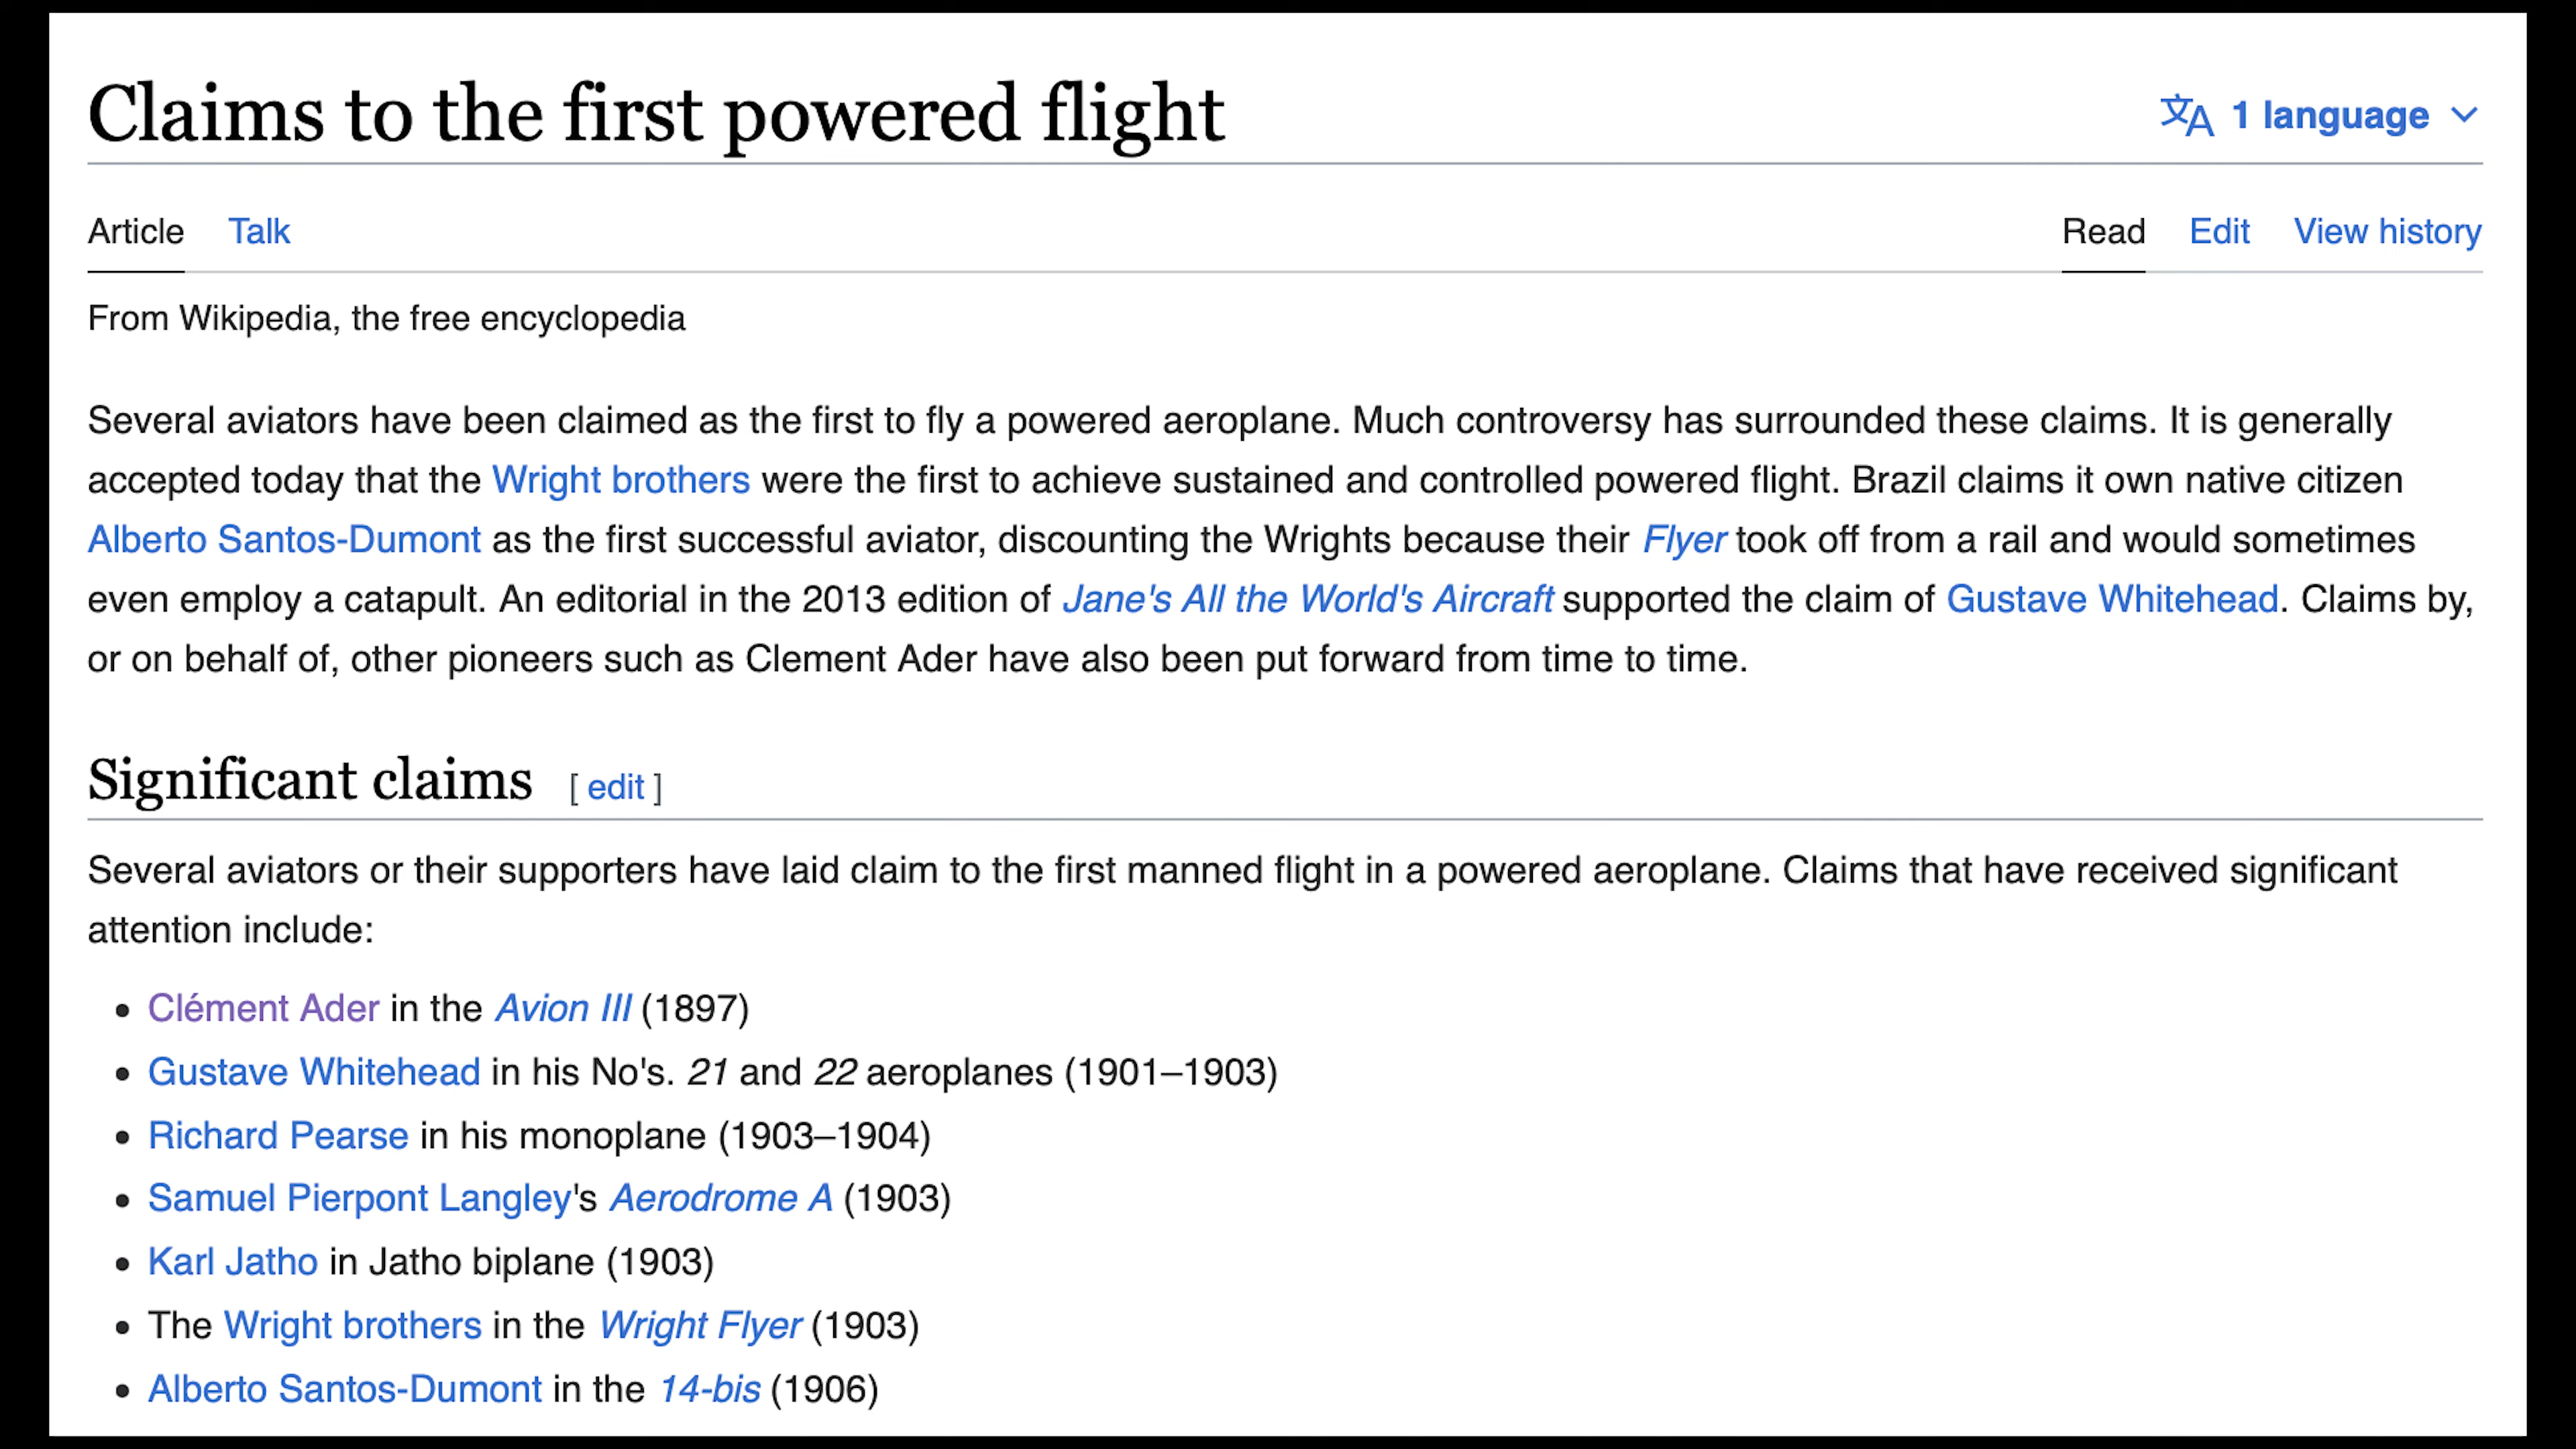 Claims to the first powered flight
文A 1 language
Article Talk Read Edit View history
From Wikipedia, the free encyclopedia
Several aviators have been claimed as the first to fly a powered aeroplane. Much controversy has surrounded these claims. It is generally
accepted today that the Wright brothers were the first to achieve sustained and controlled powered flight. Brazil claims it own native citizen
Alberto Santos-Dumont as the first successful aviator, discounting the Wrights because their Flyer took off from a rail and would sometimes
even employ a catapult. An editorial in the 2013 edition of Jane's All the World's Aircraft supported the claim of Gustave Whitehead. Claims by,
or on behalf of, other pioneers such as Clement Ader have also been put forward from time to time.
Significant claims [ edit ]
Several aviators or their supporters have laid claim to the first manned flight in a powered aeroplane. Claims that have received significant
attention include:
• Clément Ader in the Avion III (1897)
• Gustave Whitehead in his No's. 21 and 22 aeroplanes (1901–1903)
• Richard Pearse in his monoplane (1903–1904)
• Samuel Pierpont Langley's Aerodrome A (1903)
• Karl Jatho in Jatho biplane (1903)
• The Wright brothers in the Wright Flyer (1903)
• Alberto Santos-Dumont in the 14-bis (1906)